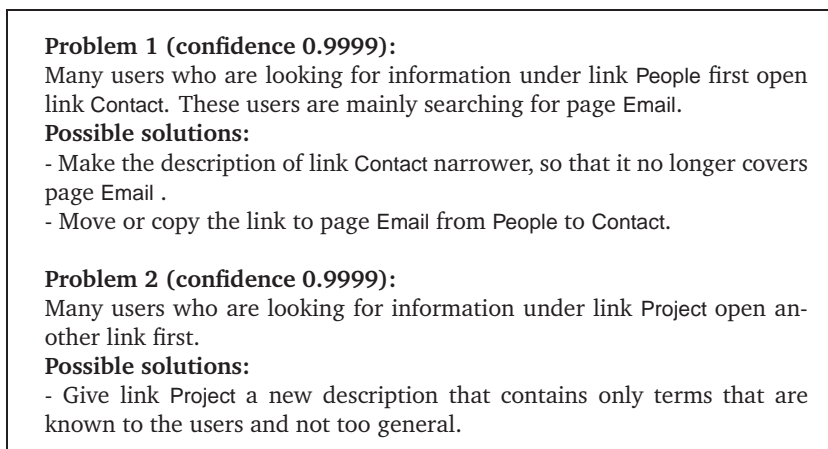 Problem 1 (confidence 0.9999):
Many users who are looking for information under link People first open
link Contact. These users are mainly searching for page Email.
Possible solutions:
- Make the description of link Contact narrower, so that it no longer covers
page Email .
- Move or copy the link to page Email from People to Contact.
Problem 2 (confidence 0.9999):
Many users who are looking for information under link Project open an-
other link first.
Possible solutions:
- Give link Project a new description that contains only terms that are
known to the users and not too general.